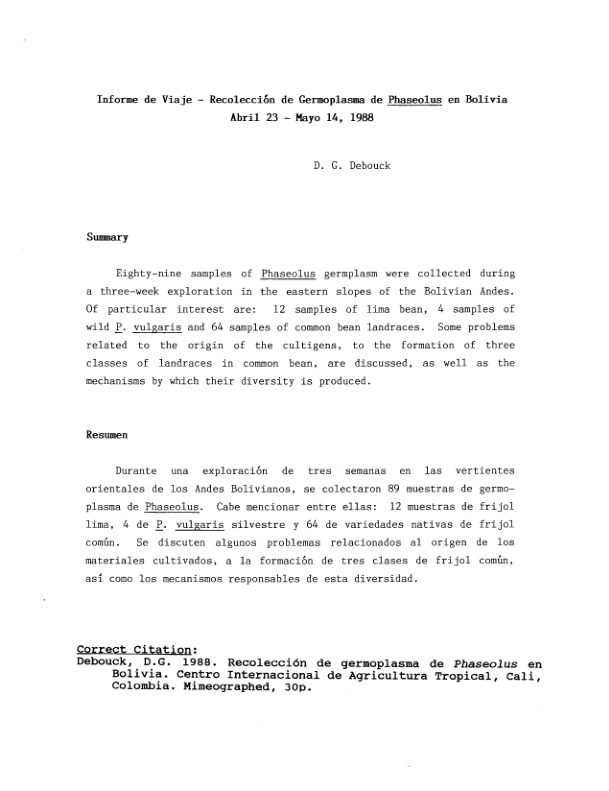 Informe de Viaje - Recolección de Germoplasma de Phaseolus en Bolivia
Abril 23 - Mayo 14, 1988
D. G. Debouck
Summary
Eighty-nine samples of Phaseolus germplasm were collected during
a three-week exploration in the eastern slopes of the Bolivian Andes.
Of particular interest are: 12 samples of lima bean, 4 samples of
wild P. vulgaris and 64 samples of common bean landraces. Some problems
related to the origin of the cultigens, to the formation of three
classes of landraces in common bean, are discussed, as well as the
mechanisms by which their diversity is produced.
Resumen
Durante una exploración de tres semanas en las vertientes
orientales de los Andes Bolivianos, se colectaron 89 muestras de germo-
plasma de Phaseolus. Cabe mencionar entre ellas: 12 muestras de frijol
lima, 4 de P. vulgaris silvestre y 64 de variedades nativas de frijol
común. Se discuten algunos problemas relacionados al origen de los
materiales cultivados, a la formación de tres clases de frijol común,
así como los mecanismos responsables de esta diversidad.
Correct Citation:
Debouck, D.G. 1988. Recolección de germoplasma de Phaseolus en
Bolivia. Centro Internacional de Agricultura Tropical, Cali,
Colombia. Mimeographed, 30p.